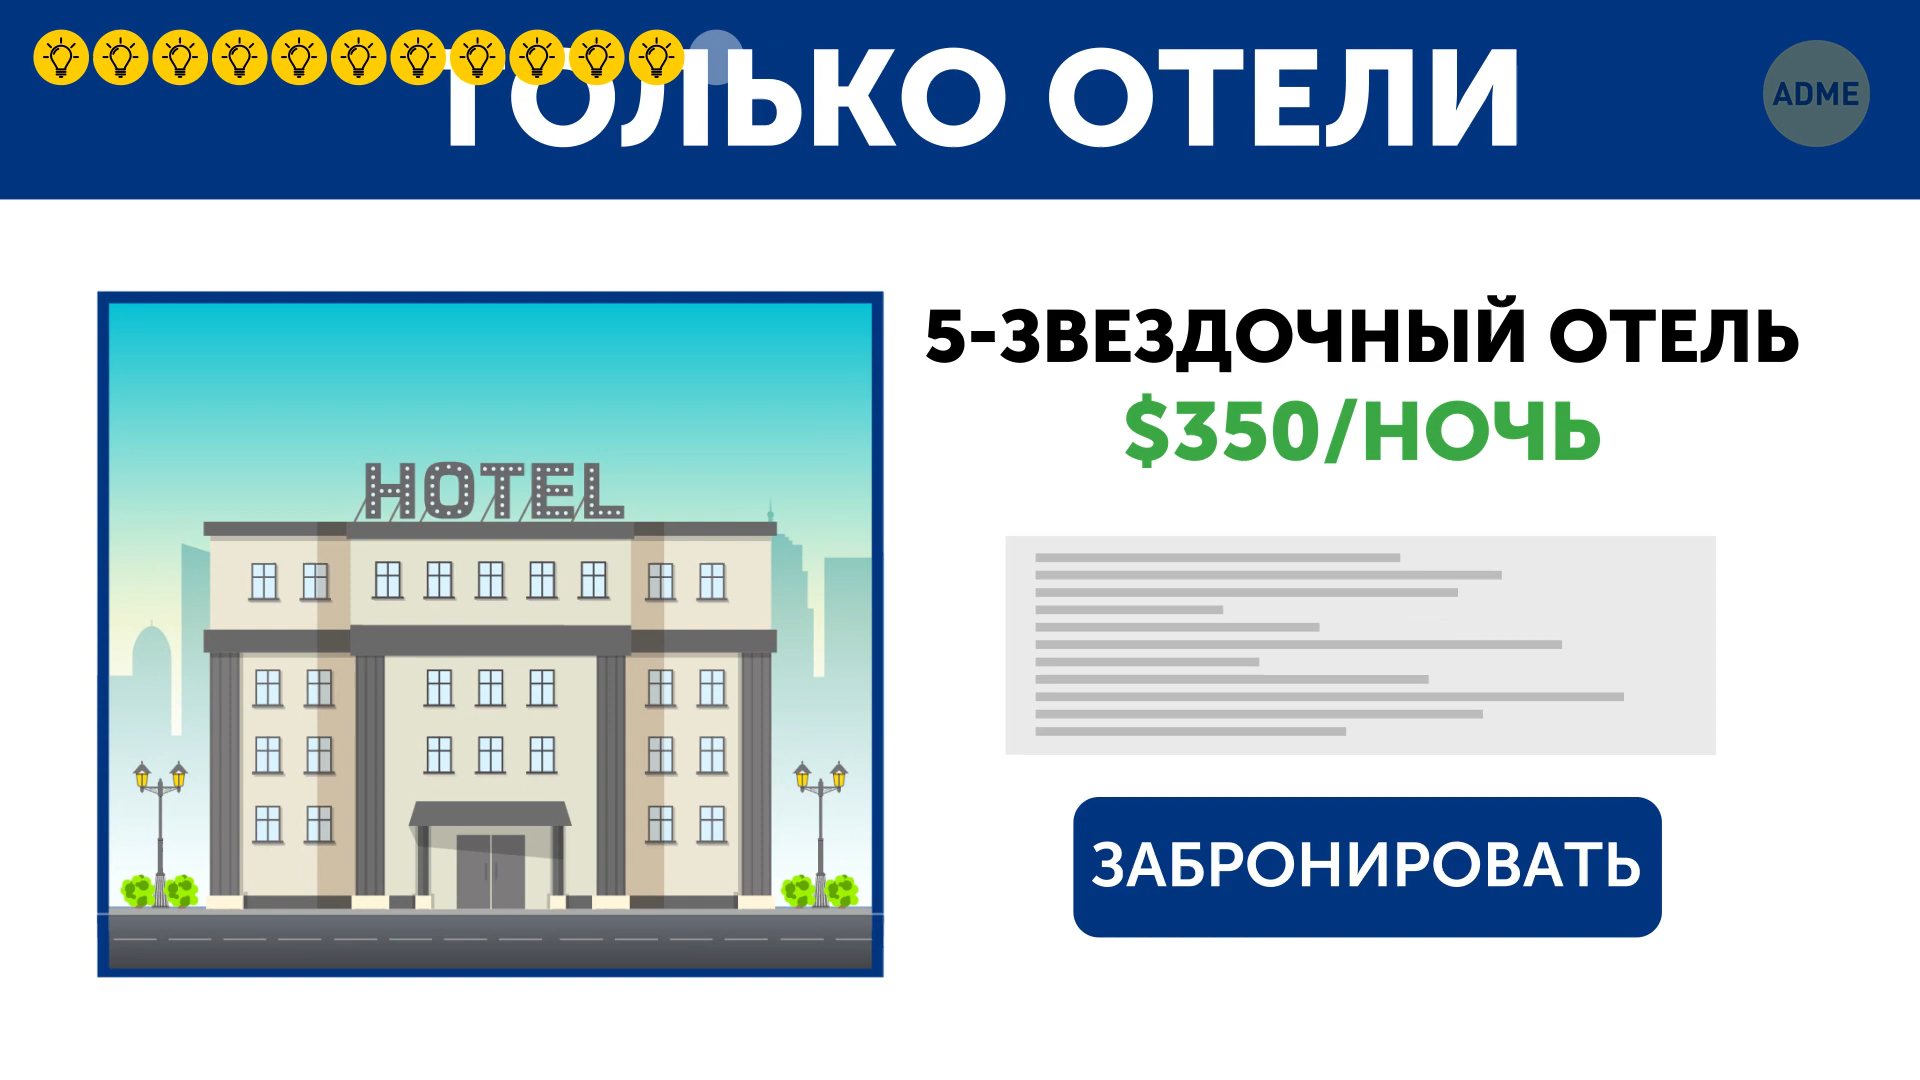 ТОЛЬКО ОТЕЛИ
ADME
5-ЗВЕЗДОЧНЫЙ ОТЕЛЬ
$350/НОЧЬ
HOTEL
ЗАБРОНИРОВАТЬ